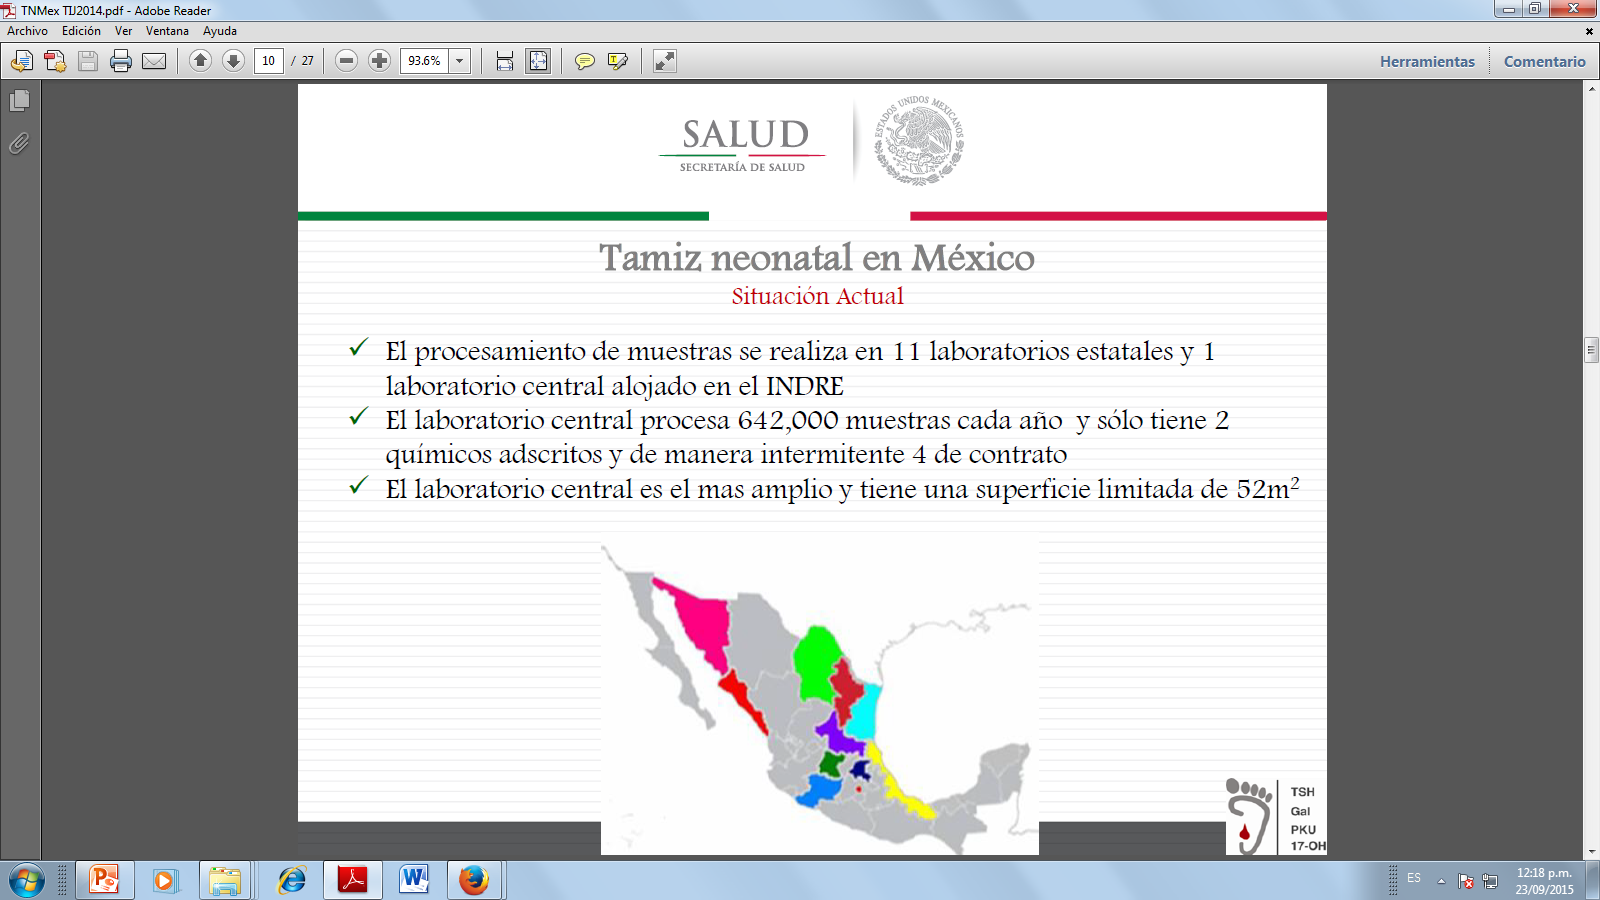 TNMex TIJ2014.pdf - Adobe Reader
Archivo Edición Ver Ventana Ayuda
10 / 27 93.6% Herramientas Comentario
SALUD
SECRETARÍA DE SALUD
ESTADOS UNIDOS MEXICANOS
Tamiz neonatal en México
Situación Actual
El procesamiento de muestras se realiza en 11 laboratorios estatales y 1
laboratorio central alojado en el INDRE
El laboratorio central procesa 642,000 muestras cada año y sólo tiene 2
químicos adscritos y de manera intermitente 4 de contrato
El laboratorio central es el mas amplio y tiene una superficie limitada de 52m²
TSH
Gal
PKU
17-OH
ES
12:18 p.m.
23/09/2015